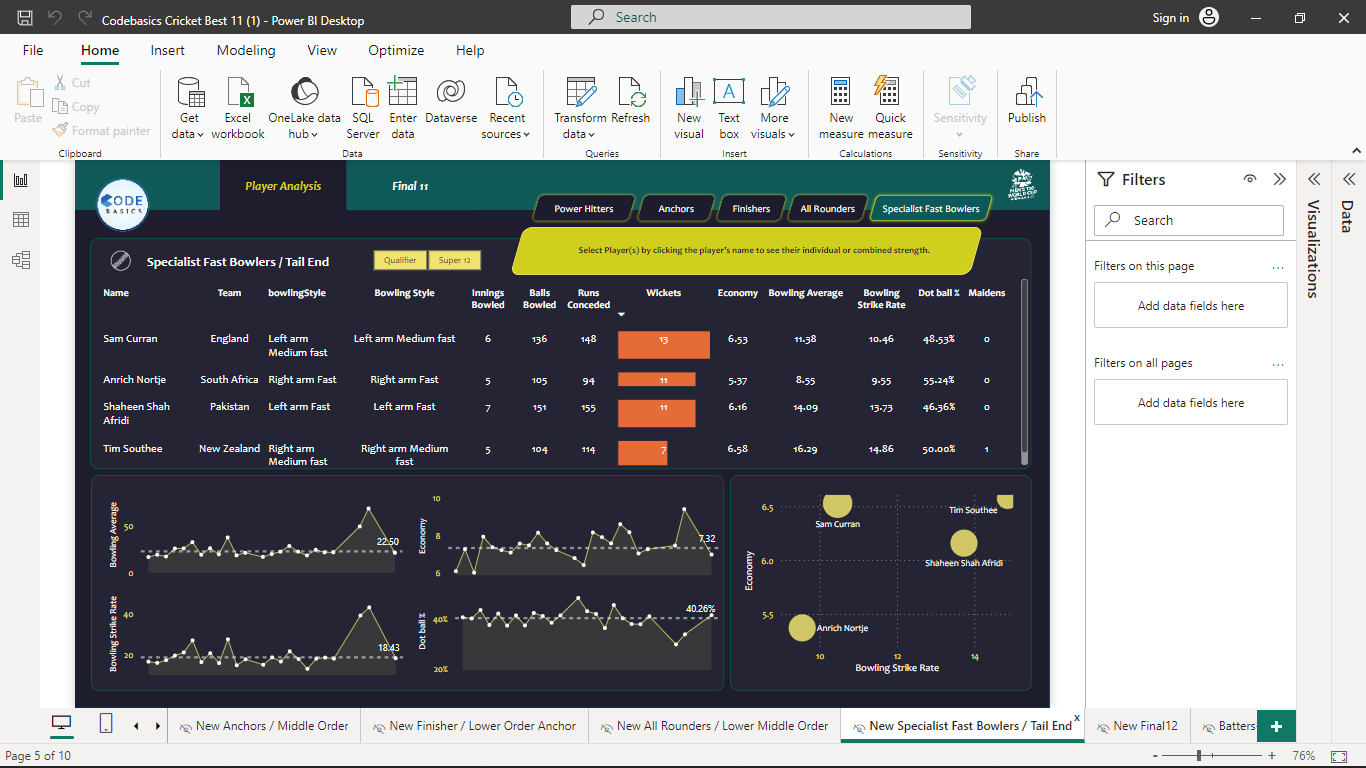 Codebasics Cricket Best 11 (1) - Power BI Desktop
Search
Sign in
File Home Insert Modeling View Optimize Help
Paste
Cut
Copy
Format painter
Clipboard
Get data
Excel workbook
OneLake data hub
SQL Server
Enter data
Dataverse
Recent sources
Data
Transform data
Refresh
Queries
New visual
Text box
More visuals
Insert
New measure
Quick measure
Calculations
Sensitivity
Sensitivity
Publish
Share
CODE
BASICS
Player Analysis
Final 11
Power Hitters
Anchors
Finishers
All Rounders
Specialist Fast Bowlers
Select Player(s) by clicking the player's name to see their individual or combined strength.
Specialist Fast Bowlers / Tail End
Qualifier
Super 12
Name Team bowlingStyle Bowling Style Innings Bowled Balls Bowled Runs Conceded Wickets Economy Bowling Average Bowling Strike Rate Dot ball % Maidens
Sam Curran England Left arm Medium fast Left arm Medium fast 6 136 148 13 6.53 11.38 10.46 48.53% 0
Anrich Nortje South Africa Right arm Fast Right arm Fast 5 105 94 11 5.37 8.55 9.55 55.24% 0
Shaheen Shah Afridi Pakistan Left arm Fast Left arm Fast 7 151 155 11 6.16 14.09 13.73 46.36% 0
Tim Southee New Zealand Right arm Medium fast Right arm Medium fast 5 104 114 7 6.58 16.29 14.86 50.00% 1
Bowling Average
50
0
22.50
Economy
10
8
6
7.32
Bowling Strike Rate
40
20
18.43
Dot ball %
40%
20%
40.26%
Economy
6.5
6.0
5.5
Sam Curran
Tim Southee
Shaheen Shah Afridi
Anrich Nortje
10 12 14
Bowling Strike Rate
Filters
Search
Filters on this page
...
Add data fields here
Filters on all pages
...
Add data fields here
Visualizations
Data
New Anchors / Middle Order
New Finisher / Lower Order Anchor
New All Rounders / Lower Middle Order
New Specialist Fast Bowlers / Tail End
x
New Final12
Batters
+
Page 5 of 10
- + 76%